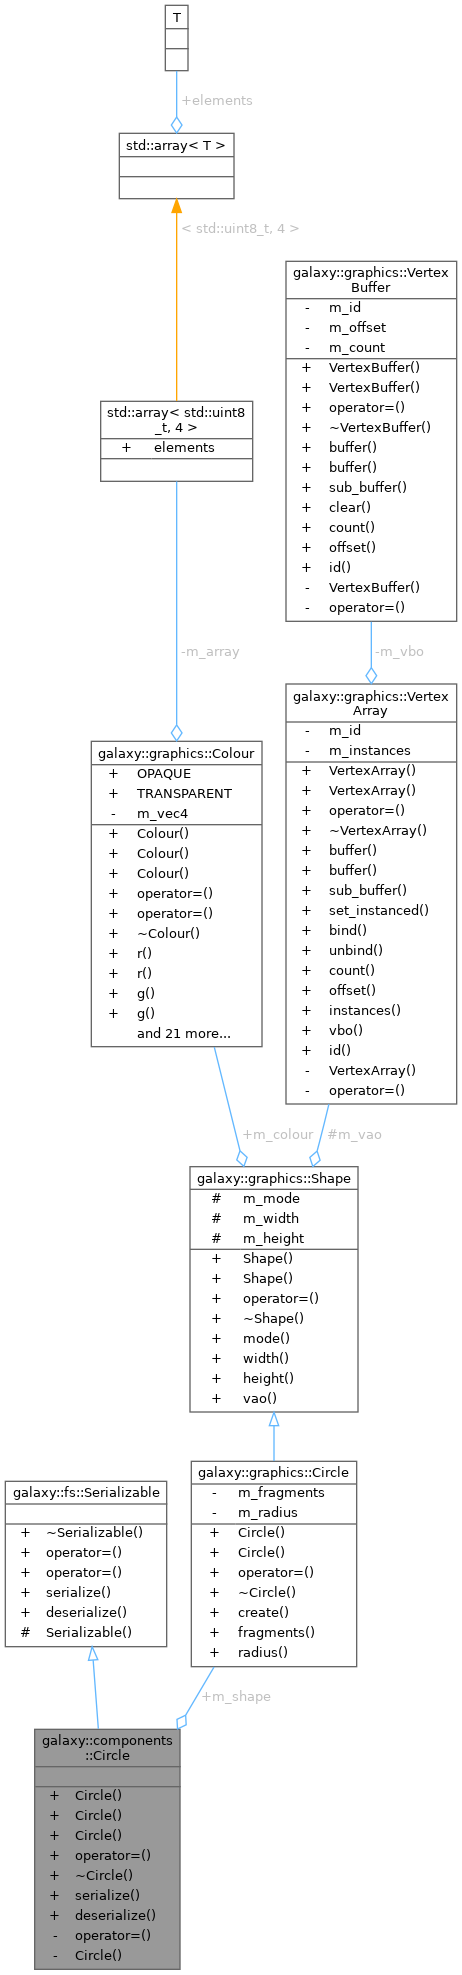 T
+elements
std::array< T >
< std::uint8_t, 4 >
galaxy::graphics::Vertex
Buffer
- m_id
- m_offset
- m_count
+ VertexBuffer()
+ VertexBuffer()
+ operator=()
+ ~VertexBuffer()
+ buffer()
+ buffer()
+ sub_buffer()
+ clear()
+ count()
+ offset()
+ id()
- VertexBuffer()
- operator=()
std::array< std::uint8
_t, 4 >
+ elements
-m_array
-m_vbo
galaxy::graphics::Vertex
Array
- m_id
- m_instances
+ VertexArray()
+ VertexArray()
+ operator=()
+ ~VertexArray()
+ buffer()
+ buffer()
+ sub_buffer()
+ set_instanced()
+ bind()
+ unbind()
+ count()
+ offset()
+ instances()
+ vbo()
+ id()
- VertexArray()
- operator=()
galaxy::graphics::Colour
+ OPAQUE
+ TRANSPARENT
- m_vec4
+ Colour()
+ Colour()
+ Colour()
+ operator=()
+ operator=()
+ ~Colour()
+ r()
+ r()
+ g()
+ g()
and 21 more...
+m_colour
#m_vao
galaxy::graphics::Shape
# m_mode
# m_width
# m_height
+ Shape()
+ Shape()
+ operator=()
+ ~Shape()
+ mode()
+ width()
+ height()
+ vao()
galaxy::graphics::Circle
- m_fragments
- m_radius
+ Circle()
+ Circle()
+ operator=()
+ ~Circle()
+ create()
+ fragments()
+ radius()
galaxy::fs::Serializable
+ ~Serializable()
+ operator=()
+ operator=()
+ serialize()
+ deserialize()
# Serializable()
+m_shape
galaxy::components
::Circle
+ Circle()
+ Circle()
+ Circle()
+ operator=()
+ ~Circle()
+ serialize()
+ deserialize()
- operator=()
- Circle()